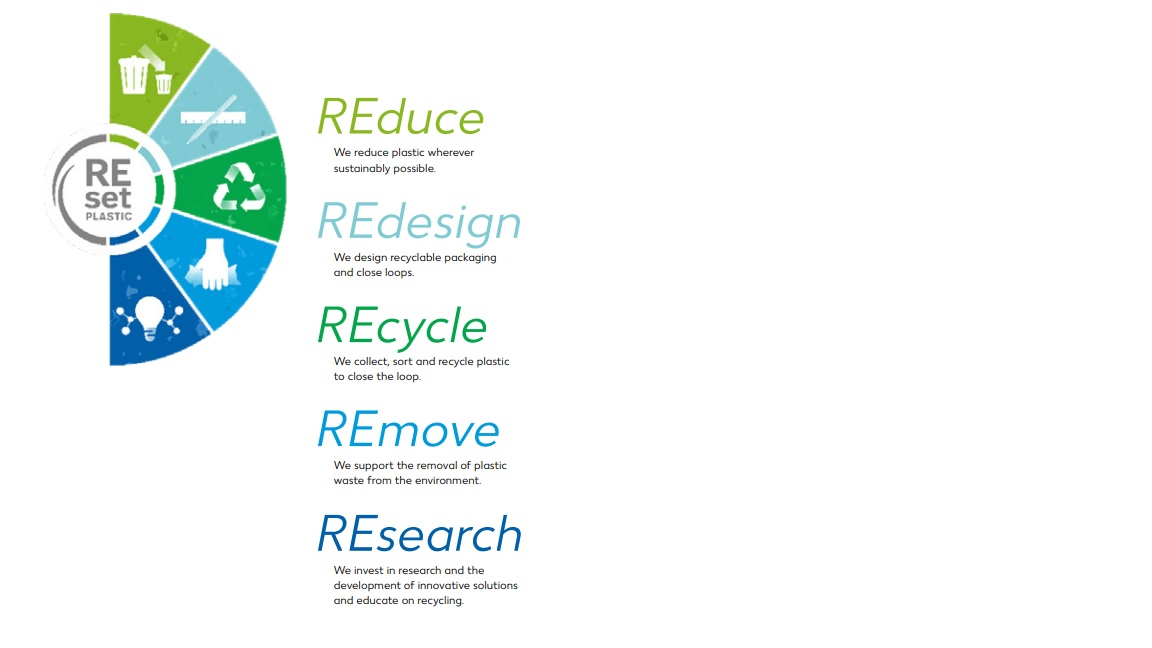 RE
set
PLASTIC
REduce
We reduce plastic wherever
sustainably possible.
REdesign
We design recyclable packaging
and close loops.
REcycle
We collect, sort and recycle plastic
to close the loop.
REmove
We support the removal of plastic
waste from the environment.
REsearch
We invest in research and the
development of innovative solutions
and educate on recycling.